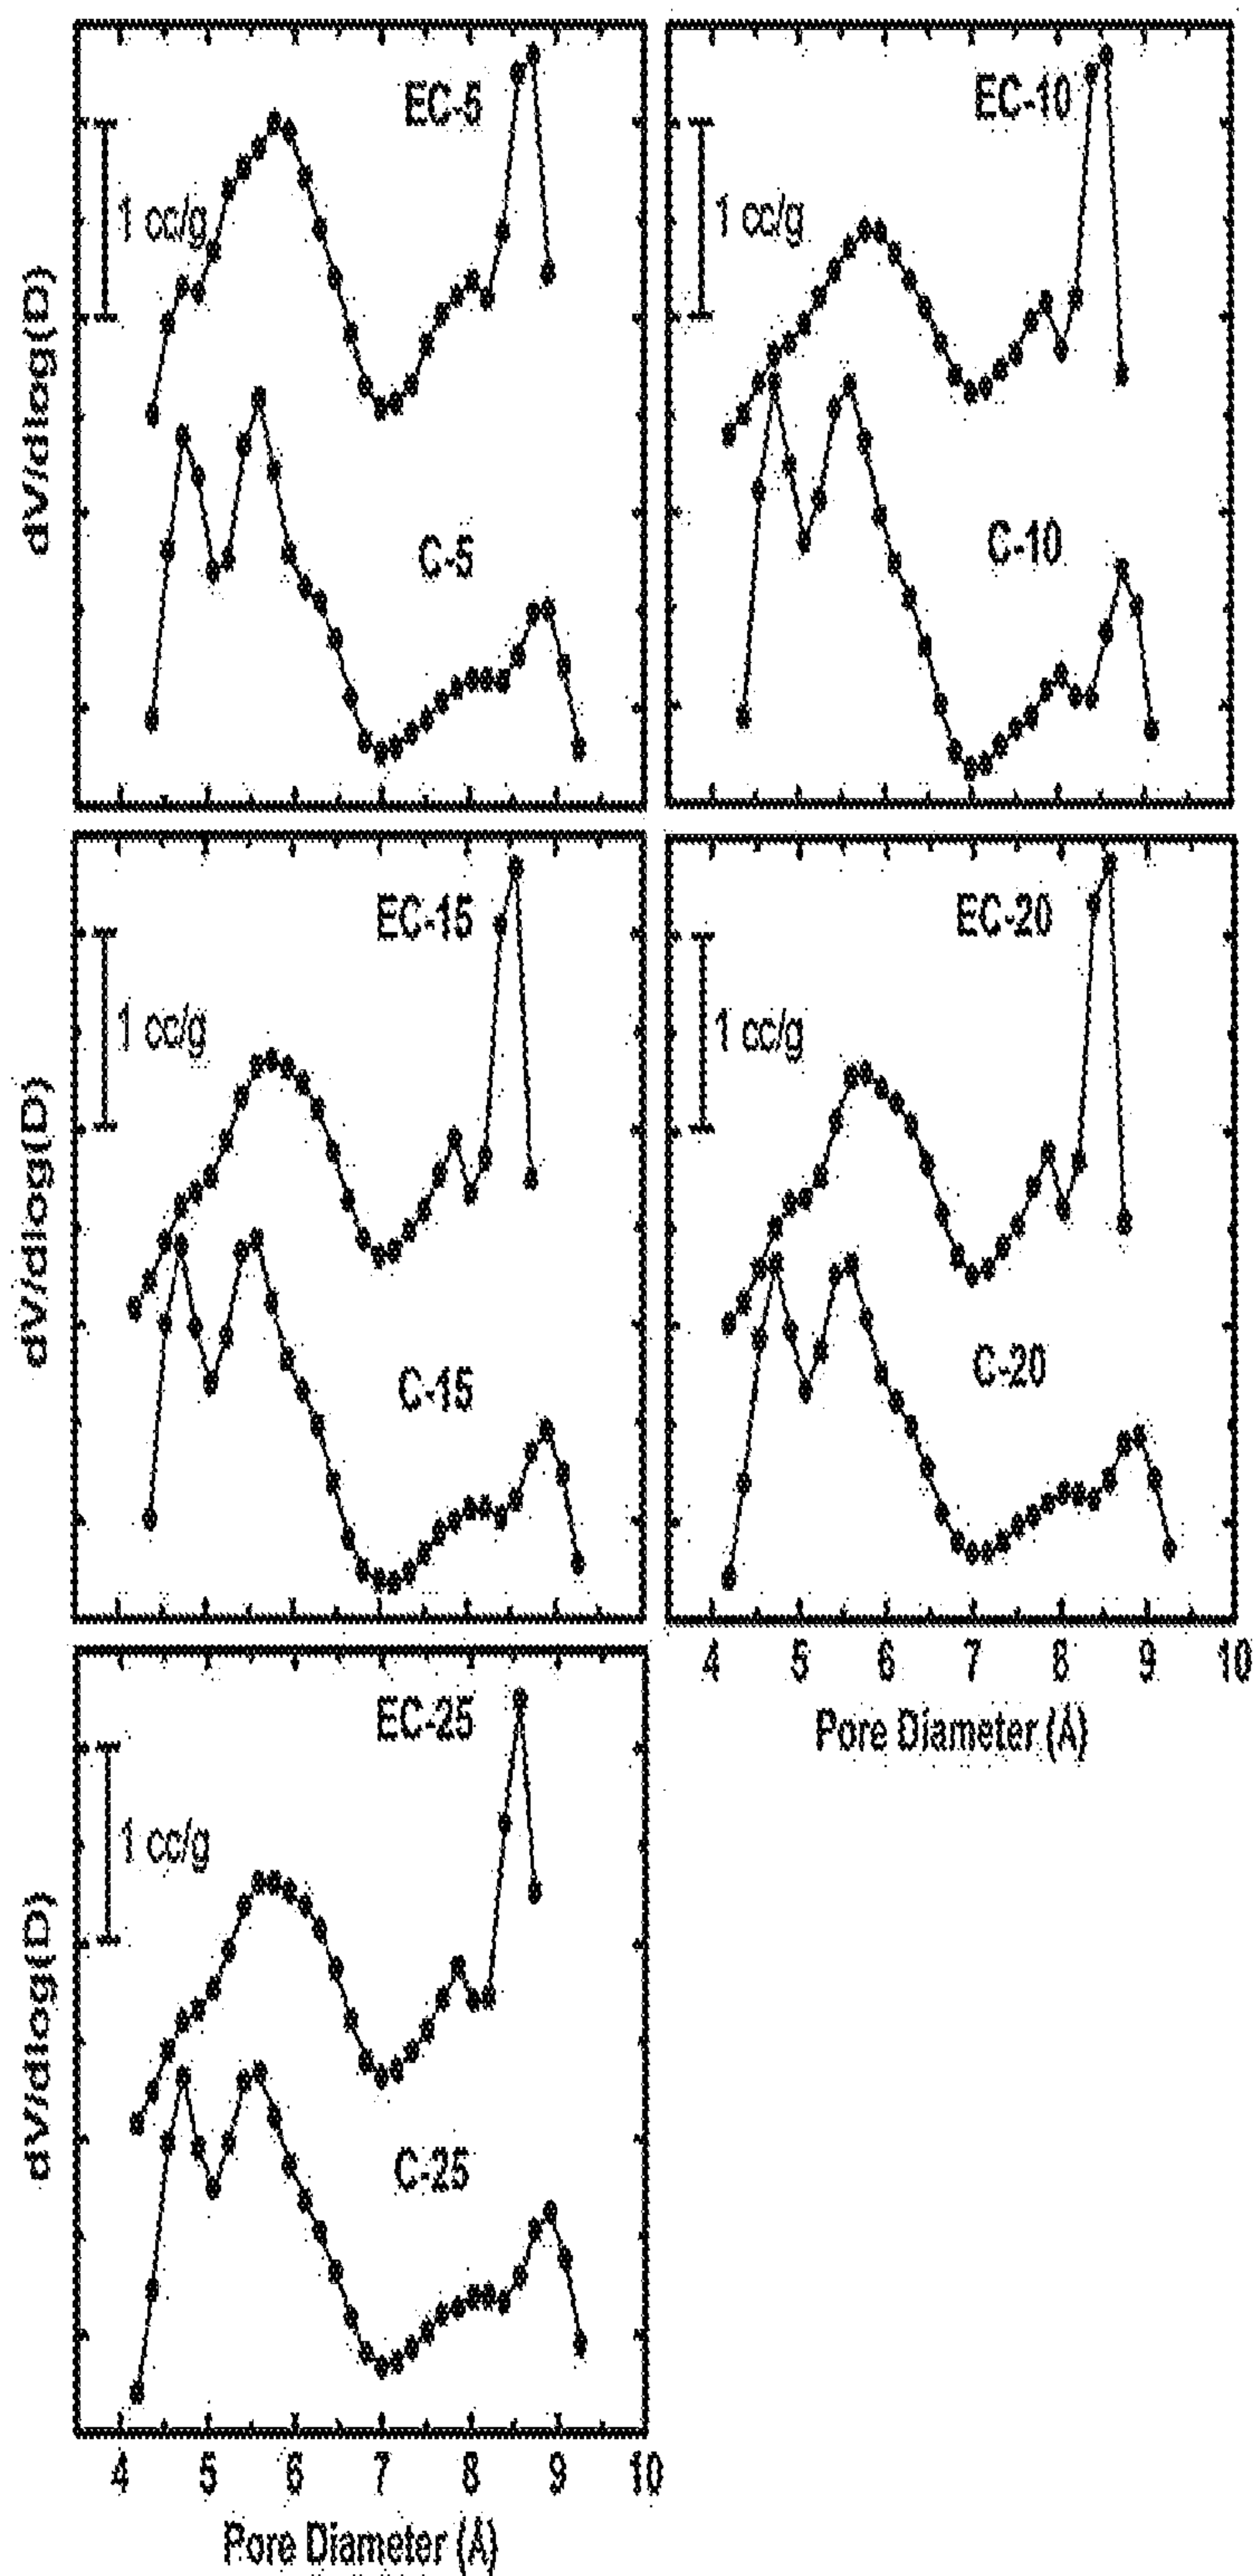 EC-5
1 cc/g
dV/dlog(D)
C-5
EC-10
1 cc/g
C-10
EC-15
1 cc/g
dV/dlog(D)
C-15
EC-20
1 cc/g
C-20
4 5 6 7 8 9 10
Pore Diameter (Å)
EC-25
1 cc/g
dV/dlog(D)
C-25
4 5 6 7 8 9 10
Pore Diameter (Å)